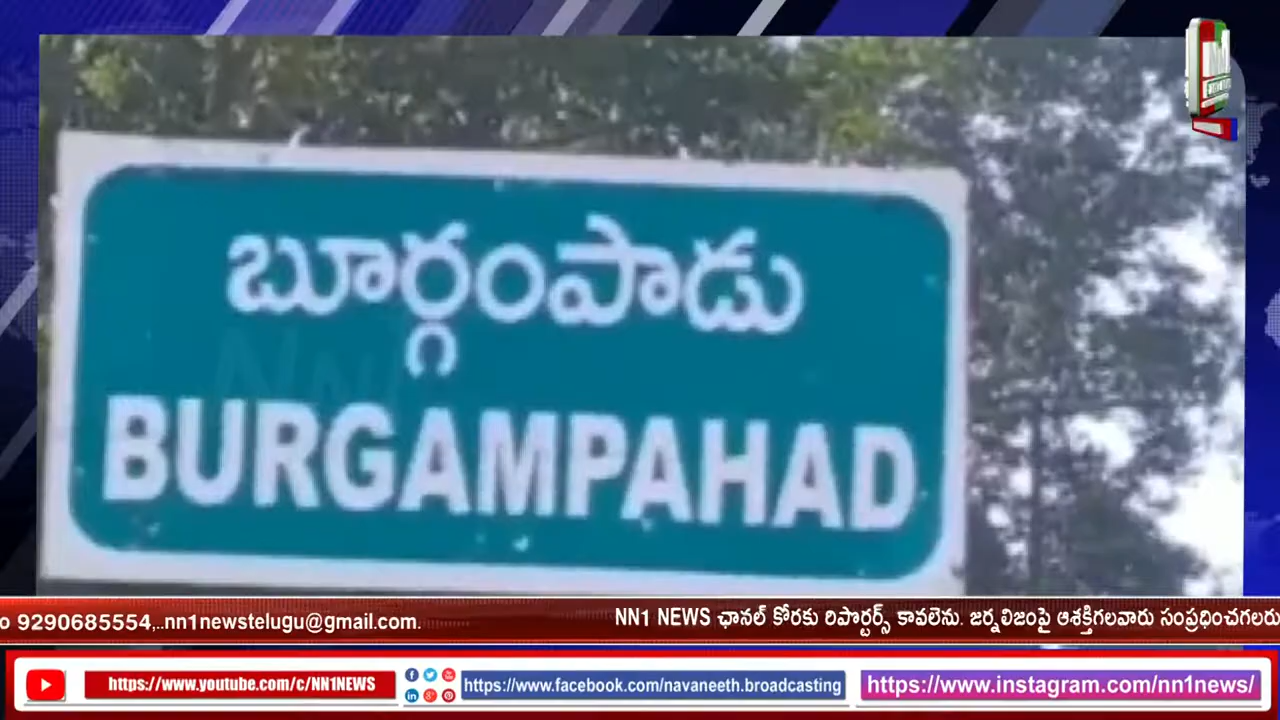 బూర్గంపాడు
BURGAMPAHAD
o 9290685554,..nn1newstelugu@gmail.com.
NN1 NEWS ఛానల్ కోరకు రిపొర్టర్స్ కావలెను. జర్నలిజంపై ఆశక్తిగలవారు సంప్రధించగలరు
https://www.youtube.com/c/NN1NEWS
https://www.facebook.com/navaneeth.broadcasting
https://www.instagram.com/nn1news/